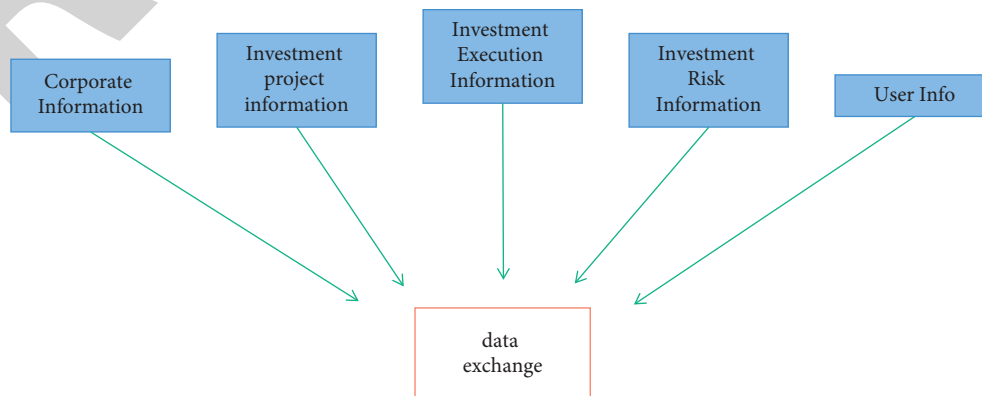 Corporate
Information
Investment
project
information
Investment
Execution
Information
Investment
Risk
Information
User Info
data
exchange